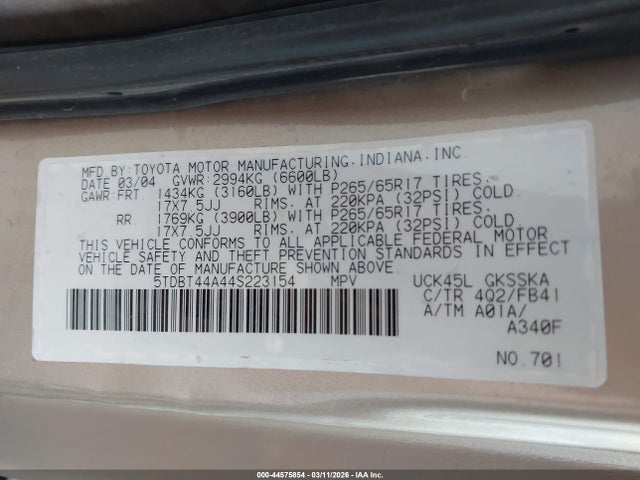 MFD.BY:TOYOTA MOTOR MANUFACTURING,INDIANA,INC.
DATE 03/04 GVWR 2994KG (6600LB)
GAWR:FRT 1434KG (3160LB) WITH P265/65R17 TIRES,
17X7.5JJ RIMS, AT 220KPA (32PSI) COLD
RR 1769KG (3900LB) WITH P265/65R17 TIRES,
17X7.5JJ RIMS, AT 220KPA (32PSI) COLD.
THIS VEHICLE CONFORMS TO ALL APPLICABLE FEDERAL MOTOR
VEHICLE SAFETY AND THEFT PREVENTION STANDARDS IN EFFECT
ON THE DATE OF MANUFACTURE SHOWN ABOVE.
5TDBT44A44S223154 MPV UCK45L GKSSKA
C/TR 4Q2/FB41
A/TM A01A/
A340F
NO.701
000-44575854 | 03/11/2026 - IAA Inc.